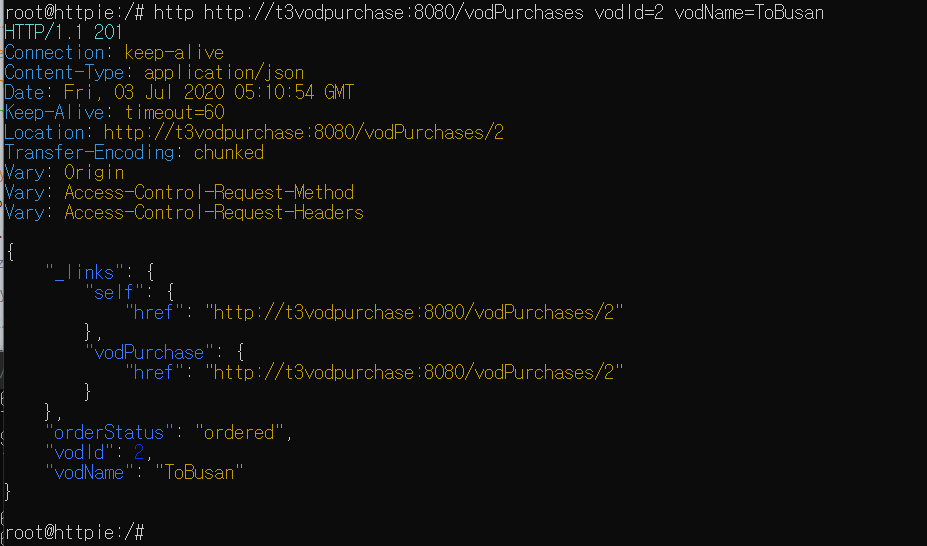 root@httpie:/# http http://t3vodpurchase:8080/vodPurchases vodId=2 vodName=ToBusan
HTTP/1.1 201
Connection: keep-alive
Content-Type: application/json
Date: Fri, 03 Jul 2020 05:10:54 GMT
Keep-Alive: timeout=60
Location: http://t3vodpurchase:8080/vodPurchases/2
Transfer-Encoding: chunked
Vary: Origin
Vary: Access-Control-Request-Method
Vary: Access-Control-Request-Headers

{
    "_links": {
        "self": {
            "href": "http://t3vodpurchase:8080/vodPurchases/2"
        },
        "vodPurchase": {
            "href": "http://t3vodpurchase:8080/vodPurchases/2"
        }
    },
    "orderStatus": "ordered",
    "vodId": 2,
    "vodName": "ToBusan"
}

root@httpie:/#